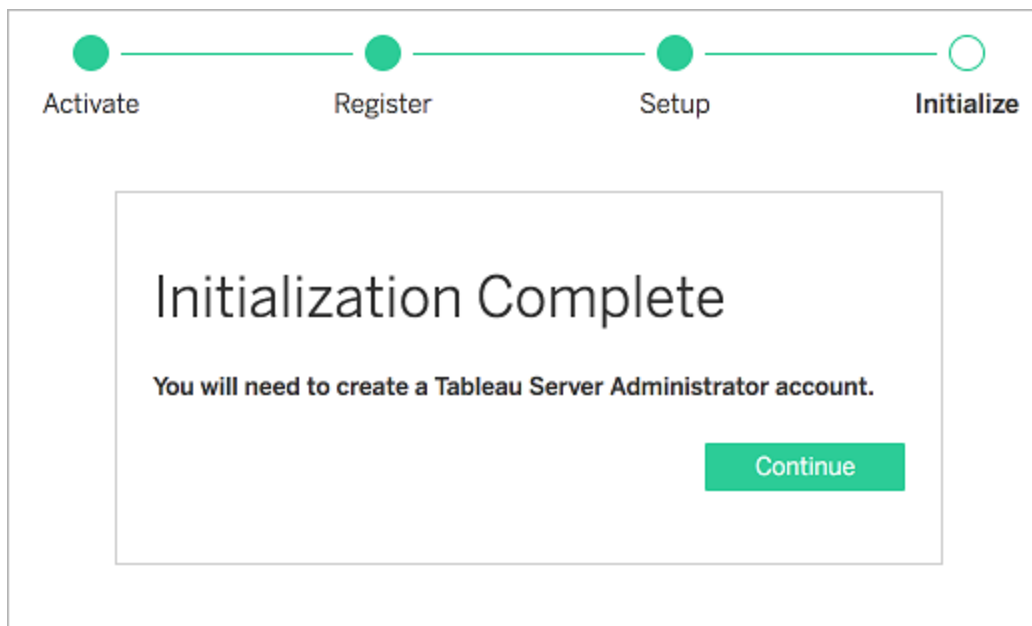 Activate Register Setup Initialize
Initialization Complete
You will need to create a Tableau Server Administrator account.
Continue